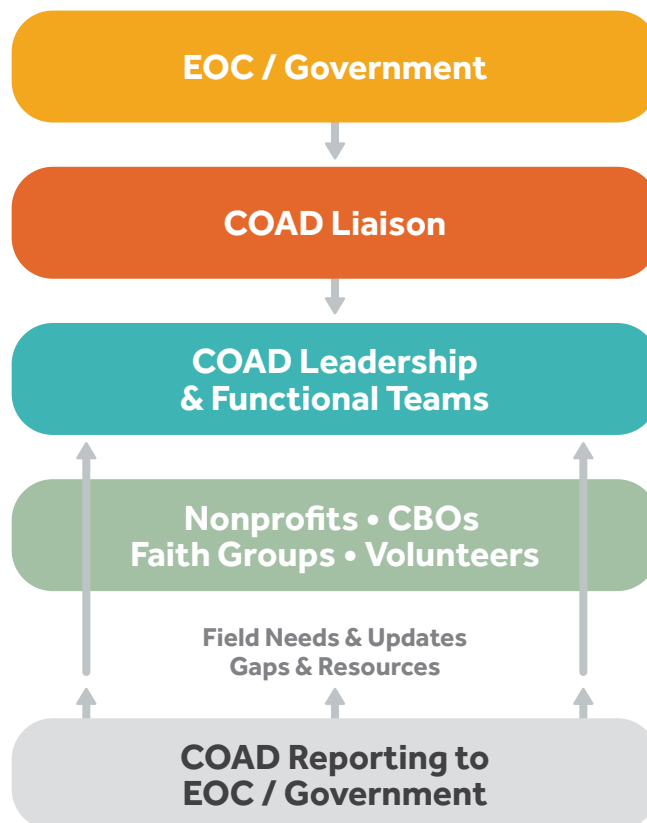 EOC / Government
COAD Liaison
COAD Leadership
& Functional Teams
Nonprofits • CBOs
Faith Groups • Volunteers
Field Needs & Updates
Gaps & Resources
COAD Reporting to
EOC / Government